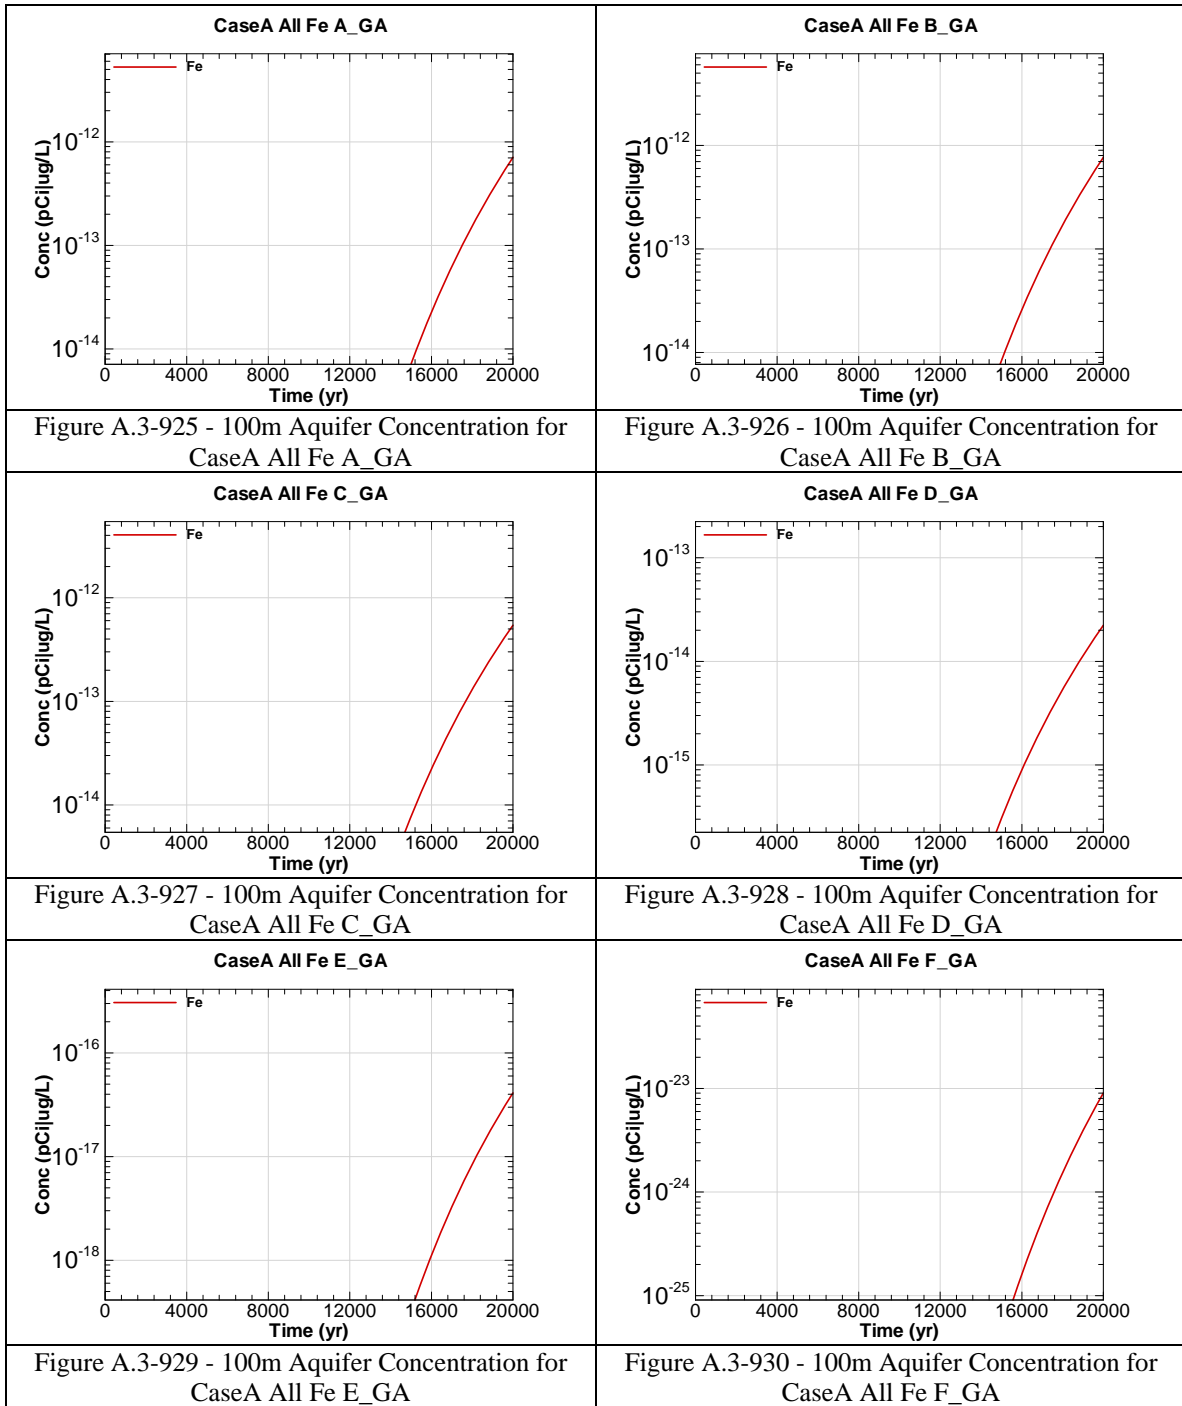 CaseA All Fe A_GA
Fe
10^-12
10^-13
10^-14
Conc (pCi|ug/L)
0 4000 8000 12000 16000 20000
Time (yr)
Figure A.3-925 - 100m Aquifer Concentration for
CaseA All Fe A_GA
CaseA All Fe B_GA
Fe
10^-12
10^-13
10^-14
Conc (pCi|ug/L)
0 4000 8000 12000 16000 20000
Time (yr)
Figure A.3-926 - 100m Aquifer Concentration for
CaseA All Fe B_GA
CaseA All Fe C_GA
Fe
10^-12
10^-13
10^-14
Conc (pCi|ug/L)
0 4000 8000 12000 16000 20000
Time (yr)
Figure A.3-927 - 100m Aquifer Concentration for
CaseA All Fe C_GA
CaseA All Fe D_GA
Fe
10^-13
10^-14
10^-15
Conc (pCi|ug/L)
0 4000 8000 12000 16000 20000
Time (yr)
Figure A.3-928 - 100m Aquifer Concentration for
CaseA All Fe D_GA
CaseA All Fe E_GA
Fe
10^-16
10^-17
10^-18
Conc (pCi|ug/L)
0 4000 8000 12000 16000 20000
Time (yr)
Figure A.3-929 - 100m Aquifer Concentration for
CaseA All Fe E_GA
CaseA All Fe F_GA
Fe
10^-23
10^-24
10^-25
Conc (pCi|ug/L)
0 4000 8000 12000 16000 20000
Time (yr)
Figure A.3-930 - 100m Aquifer Concentration for
CaseA All Fe F_GA